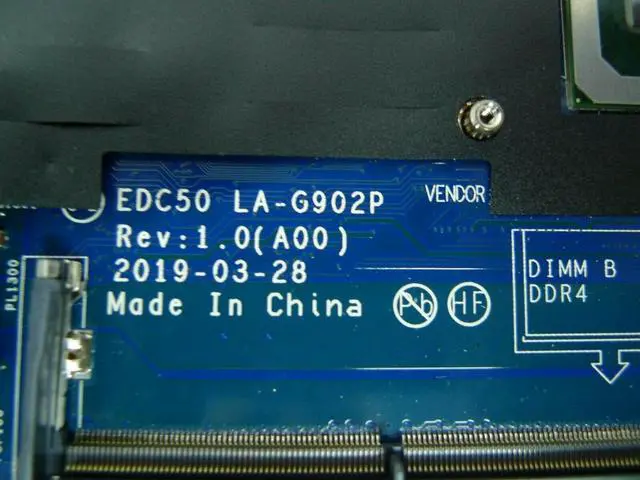 EDC50 LA-G902P
VENDOR
Rev:1.0(A00)
2019-03-28
Made In China
Pb
HF
DIMM B
DDR4
PL1300